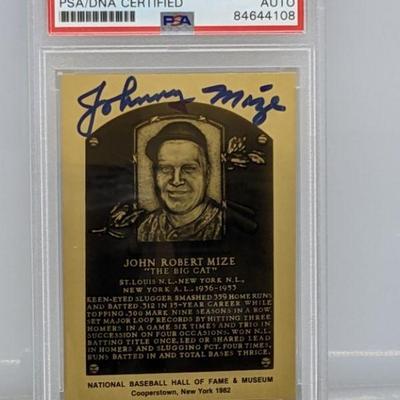 PSA/DNA CERTIFIED AUTO
PSA 84644108
Johnny Mize
JOHN ROBERT MIZE
"THE BIG CAT"
ST. LOUIS N.L.-NEW YORK N.L.,
NEW YORK A.L., 1936-1953
KEEN-EYED SLUGGER SMASHED 359 HOME RUNS
AND BATTED .312 IN 15-YEAR CAREER WHILE
TOPPING .300 MARK NINE SEASONS IN A ROW.
SET MAJOR LOOP RECORDS BY HITTING THREE
HOMERS IN A GAME SIX TIMES AND TRIO IN
SUCCESSION ON FOUR OCCASIONS. WON N.L.
BATTING TITLE ONCE, LED OR SHARED LEAD
IN HOMERS AND SLUGGING PCT. FOUR TIMES,
RUNS BATTED IN AND TOTAL BASES THRICE.
NATIONAL BASEBALL HALL OF FAME & MUSEUM
Cooperstown, New York 1982